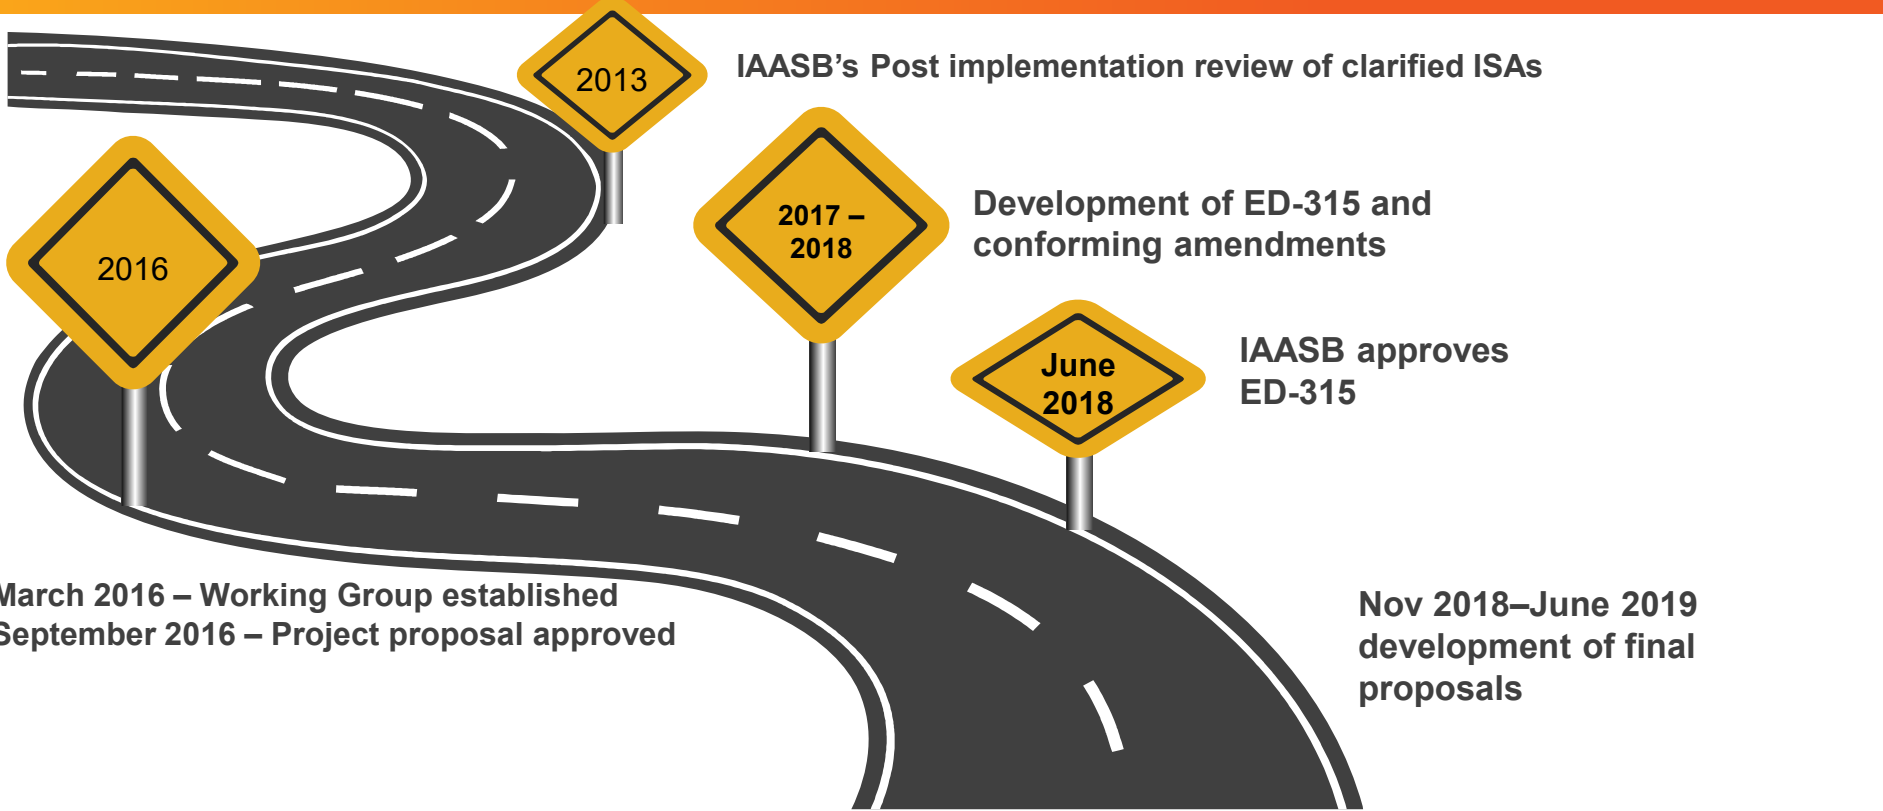 2013
IAASB’s Post implementation review of clarified ISAs
2016
2017 –
2018
Development of ED-315 and
conforming amendments
June
2018
IAASB approves
ED-315
March 2016 – Working Group established
September 2016 – Project proposal approved
Nov 2018–June 2019
development of final
proposals